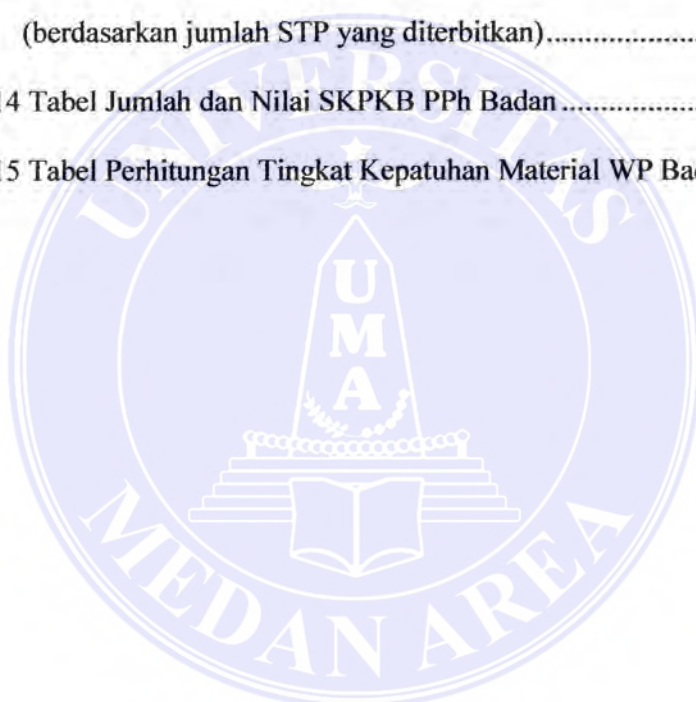 (berdasarkan jumlah STP yang diterbitkan)......................
14 Tabel Jumlah dan Nilai SKPKB PPh Badan....................
15 Tabel Perhitungan Tingkat Kepatuhan Material WP
UNIVERSITAS
UMA
MEDAN AREA